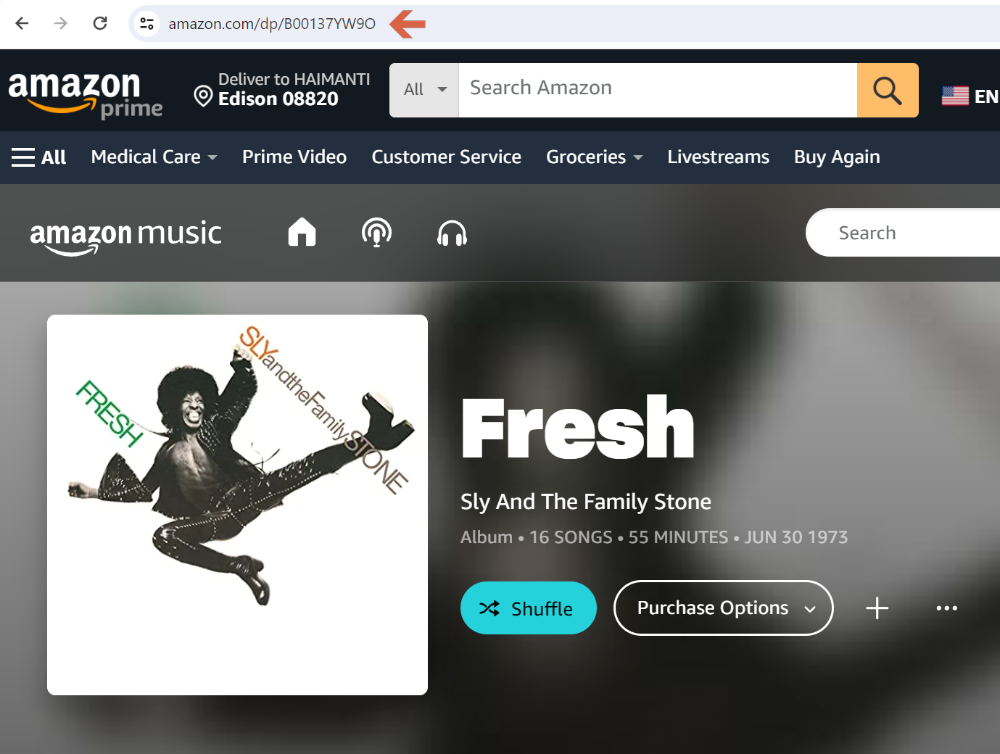 amazon.com/dp/B00137YW9O
amazon prime
Deliver to HAIMANTI
Edison 08820
All
Search Amazon
EN
All
Medical Care
Prime Video
Customer Service
Groceries
Livestreams
Buy Again
amazon music
Search
FRESH
SLYandtheFamilySTONE
Fresh
Sly And The Family Stone
Album • 16 SONGS • 55 MINUTES • JUN 30 1973
Shuffle
Purchase Options